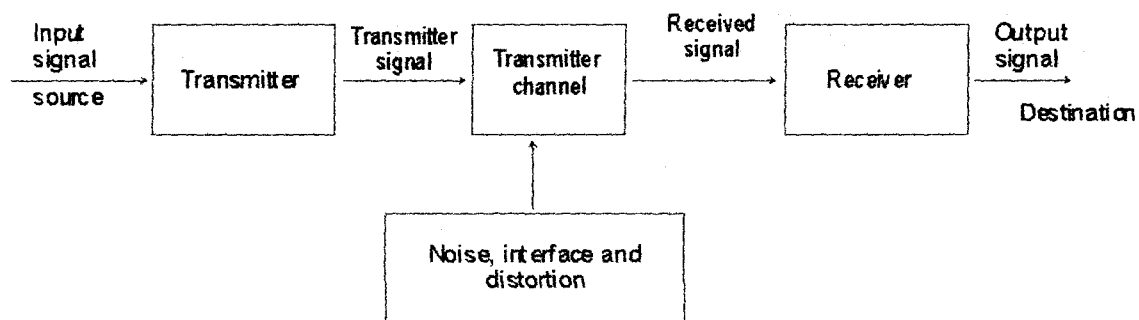 Input
signal
source
Transmitter
Transmitter
signal
Transmitter
channel
Received
signal
Receiver
Output
signal
Destination
Noise, interface and
distortion